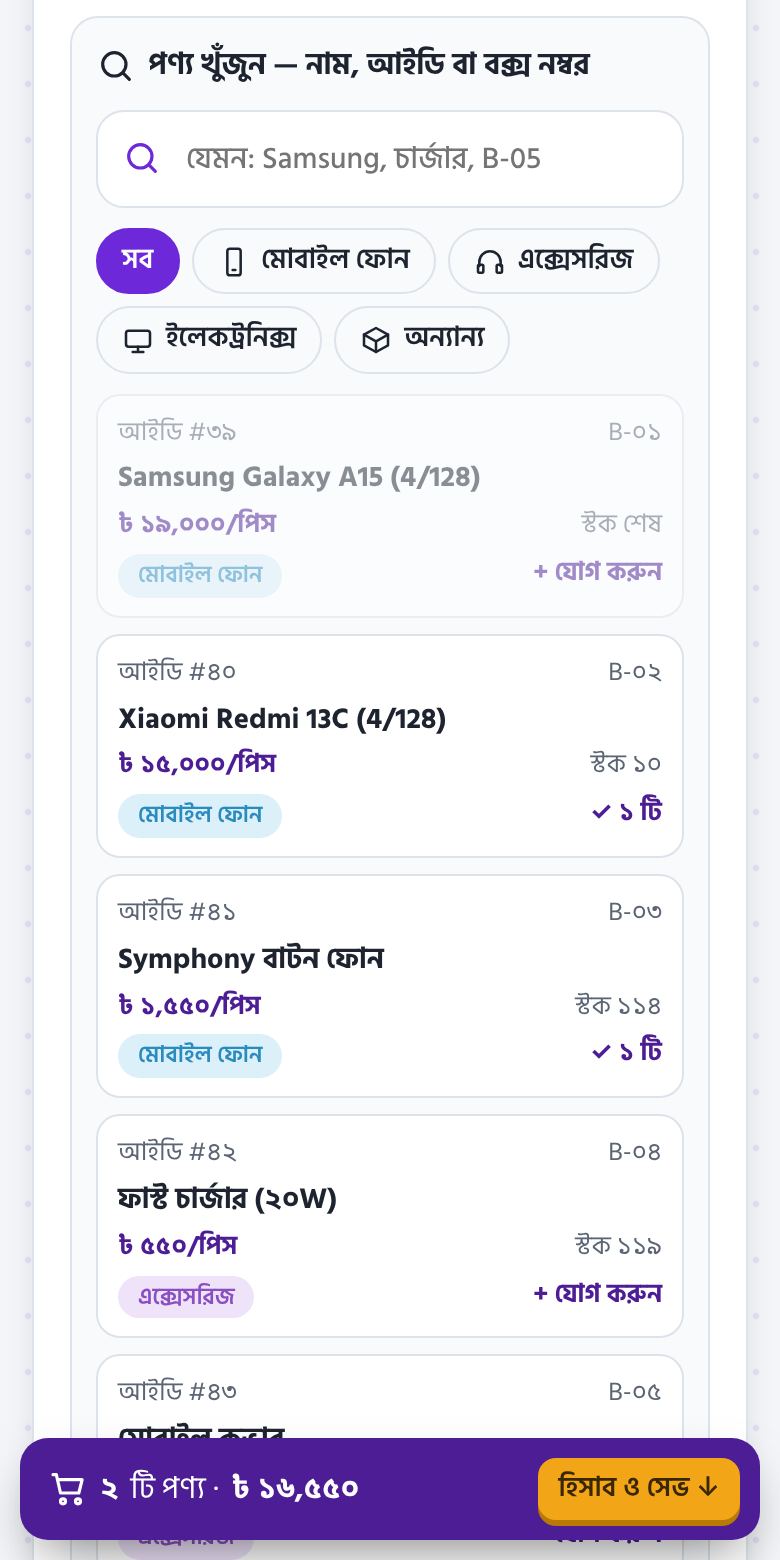 পণ্য খুঁজুন — নাম, আইডি বা বক্স নম্বর
যেমন: Samsung, চার্জার, B-05
সব মোবাইল ফোন এক্সেসরিজ
ইলেকট্রনিক্স অন্যান্য
আইডি #৩৯ B-০১
Samsung Galaxy A15 (4/128)
৳ ১৯,০০০/পিস স্টক শেষ
মোবাইল ফোন + যোগ করুন
আইডি #৪০ B-০২
Xiaomi Redmi 13C (4/128)
৳ ১৫,০০০/পিস স্টক ১০
মোবাইল ফোন ✓ ১ টি
আইডি #৪১ B-০৩
Symphony বাটন ফোন
৳ ১,৫৫০/পিস স্টক ১১৪
মোবাইল ফোন ✓ ১ টি
আইডি #৪২ B-০৪
ফাস্ট চার্জার (২০W)
৳ ৫৫০/পিস স্টক ১১৯
এক্সেসরিজ + যোগ করুন
আইডি #৪৩ B-০৫
মোবাইল কভার
২ টি পণ্য · ৳ ১৬,৫৫০ হিসাব ও সেভ ↓